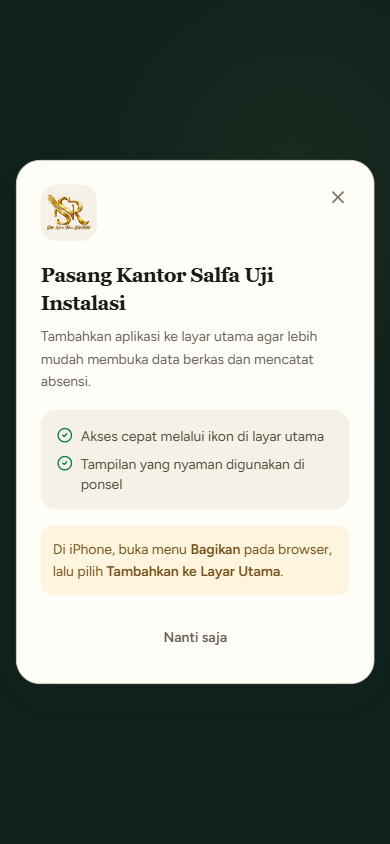 SR
Pasang Kantor Salfa Uji
Instalasi
Tambahkan aplikasi ke layar utama agar lebih
mudah membuka data berkas dan mencatat
absensi.
Akses cepat melalui ikon di layar utama
Tampilan yang nyaman digunakan di
ponsel
Di iPhone, buka menu Bagikan pada browser,
lalu pilih Tambahkan ke Layar Utama.
Nanti saja